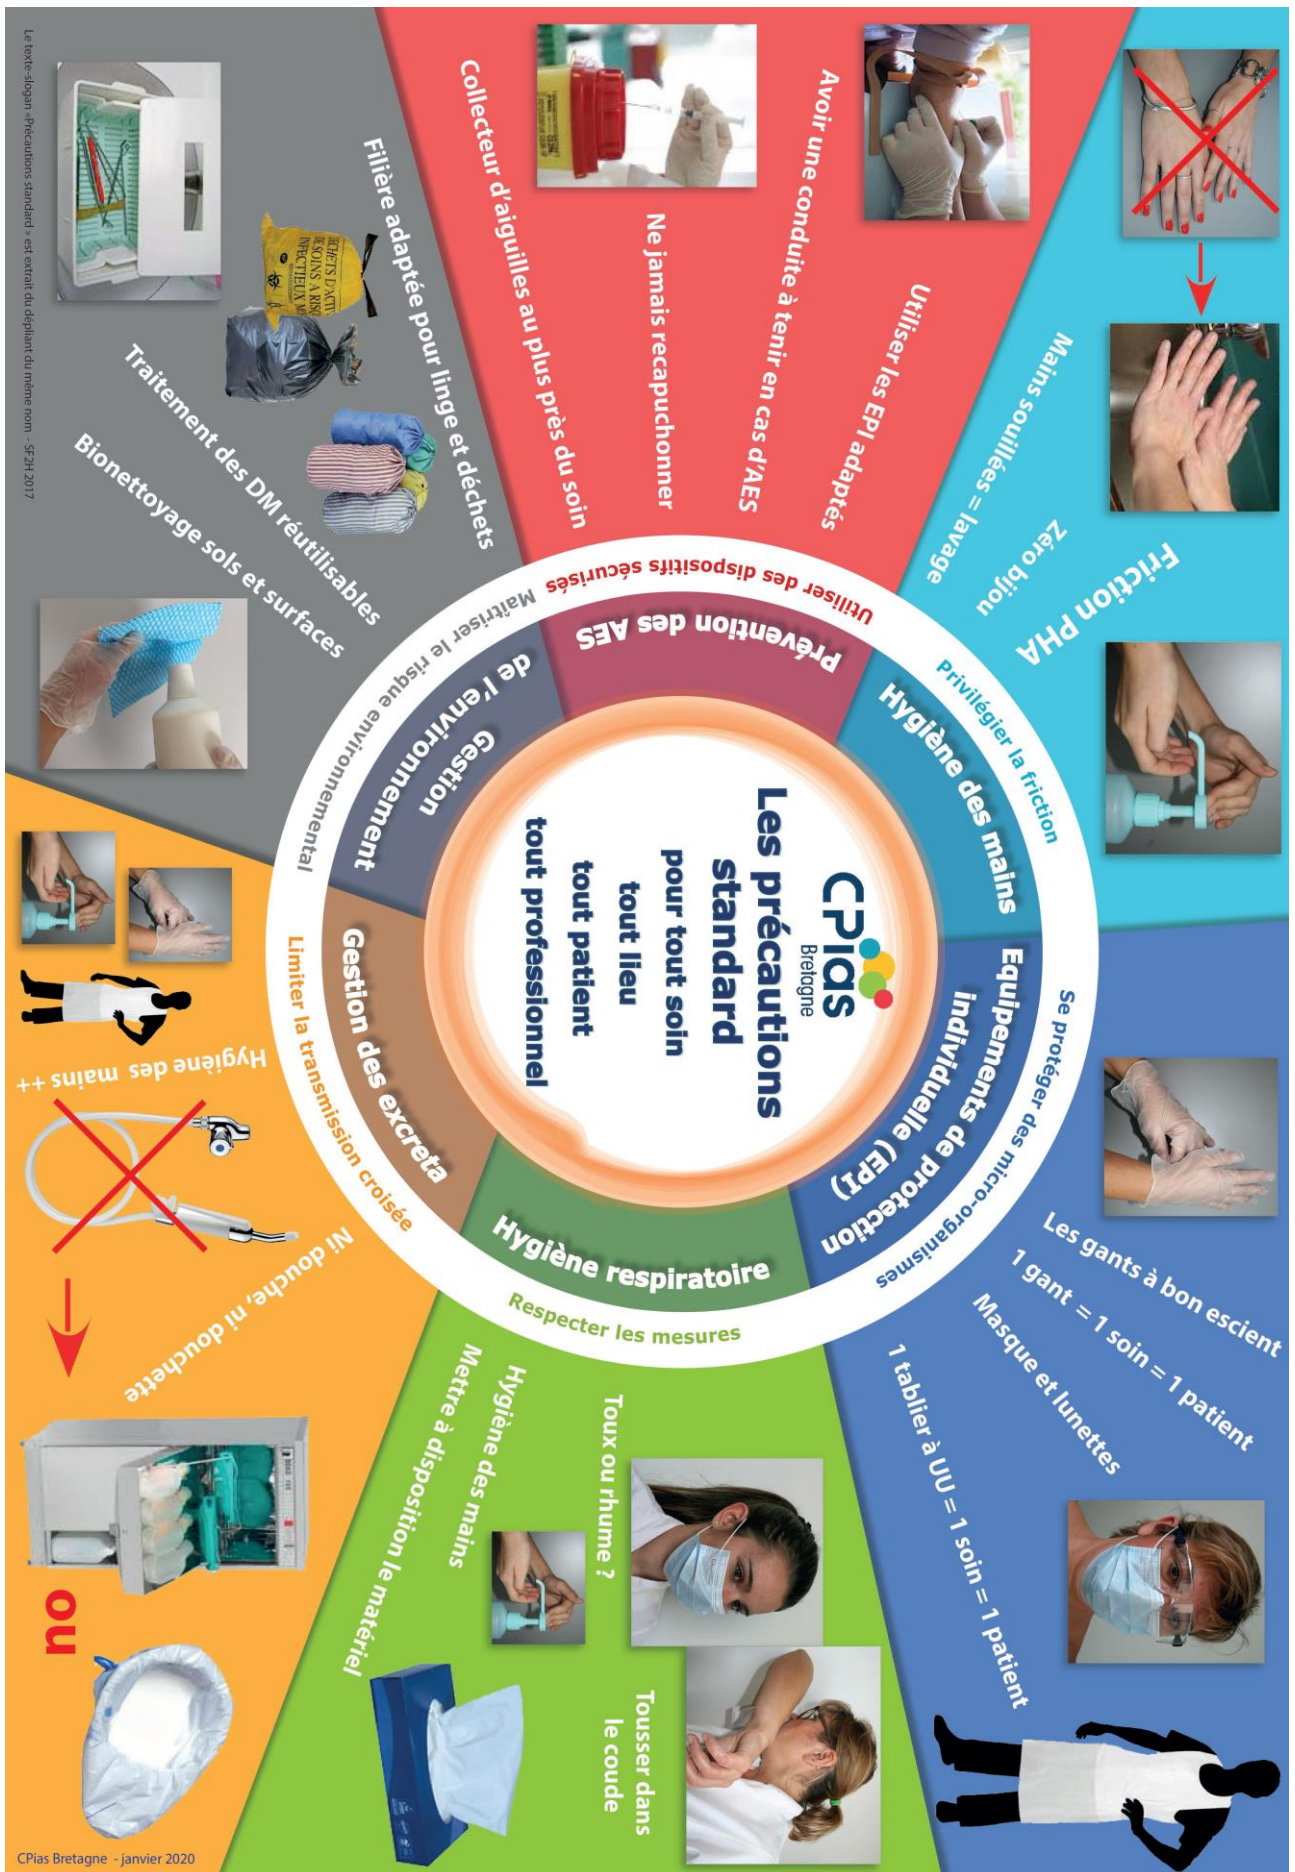 CPias
Bretagne
Les précautions
standard
pour tout soin
tout lieu
tout patient
tout professionnel
Hygiène des mains
Privilégier la friction
Friction PHA
Zéro bijou
Mains souillées = lavage
Equipements de protection
individuelle (EPI)
Se protéger des micro-organismes
Les gants à bon escient
1 gant = 1 soin = 1 patient
Masque et lunettes
1 tablier à UU = 1 soin = 1 patient
Hygiène respiratoire
Respecter les mesures
Toux ou rhume ?
Tousser dans
le coude
Hygiène des mains
Mettre à disposition le matériel
Gestion des excreta
Limiter la transmission croisée
Hygiène des mains ++
Ni douche, ni douchette
ou
Gestion
de l'environnement
Maîtriser le risque environnemental
Bionettoyage sols et surfaces
Traitement des DM réutilisables
Filière adaptée pour linge et déchets
DÉCHETS D'ACTI
DE SOINS A RISQ
INFECTIEUX M
Prévention des AES
Utiliser des dispositifs sécurisés
Collecteur d'aiguilles au plus près du soin
Ne jamais recapuchonner
Avoir une conduite à tenir en cas d'AES
Utiliser les EPI adaptés
Le texte-slogan «Précautions standard » est extrait du dépliant du même nom - SF2H 2017
CPias Bretagne - janvier 2020